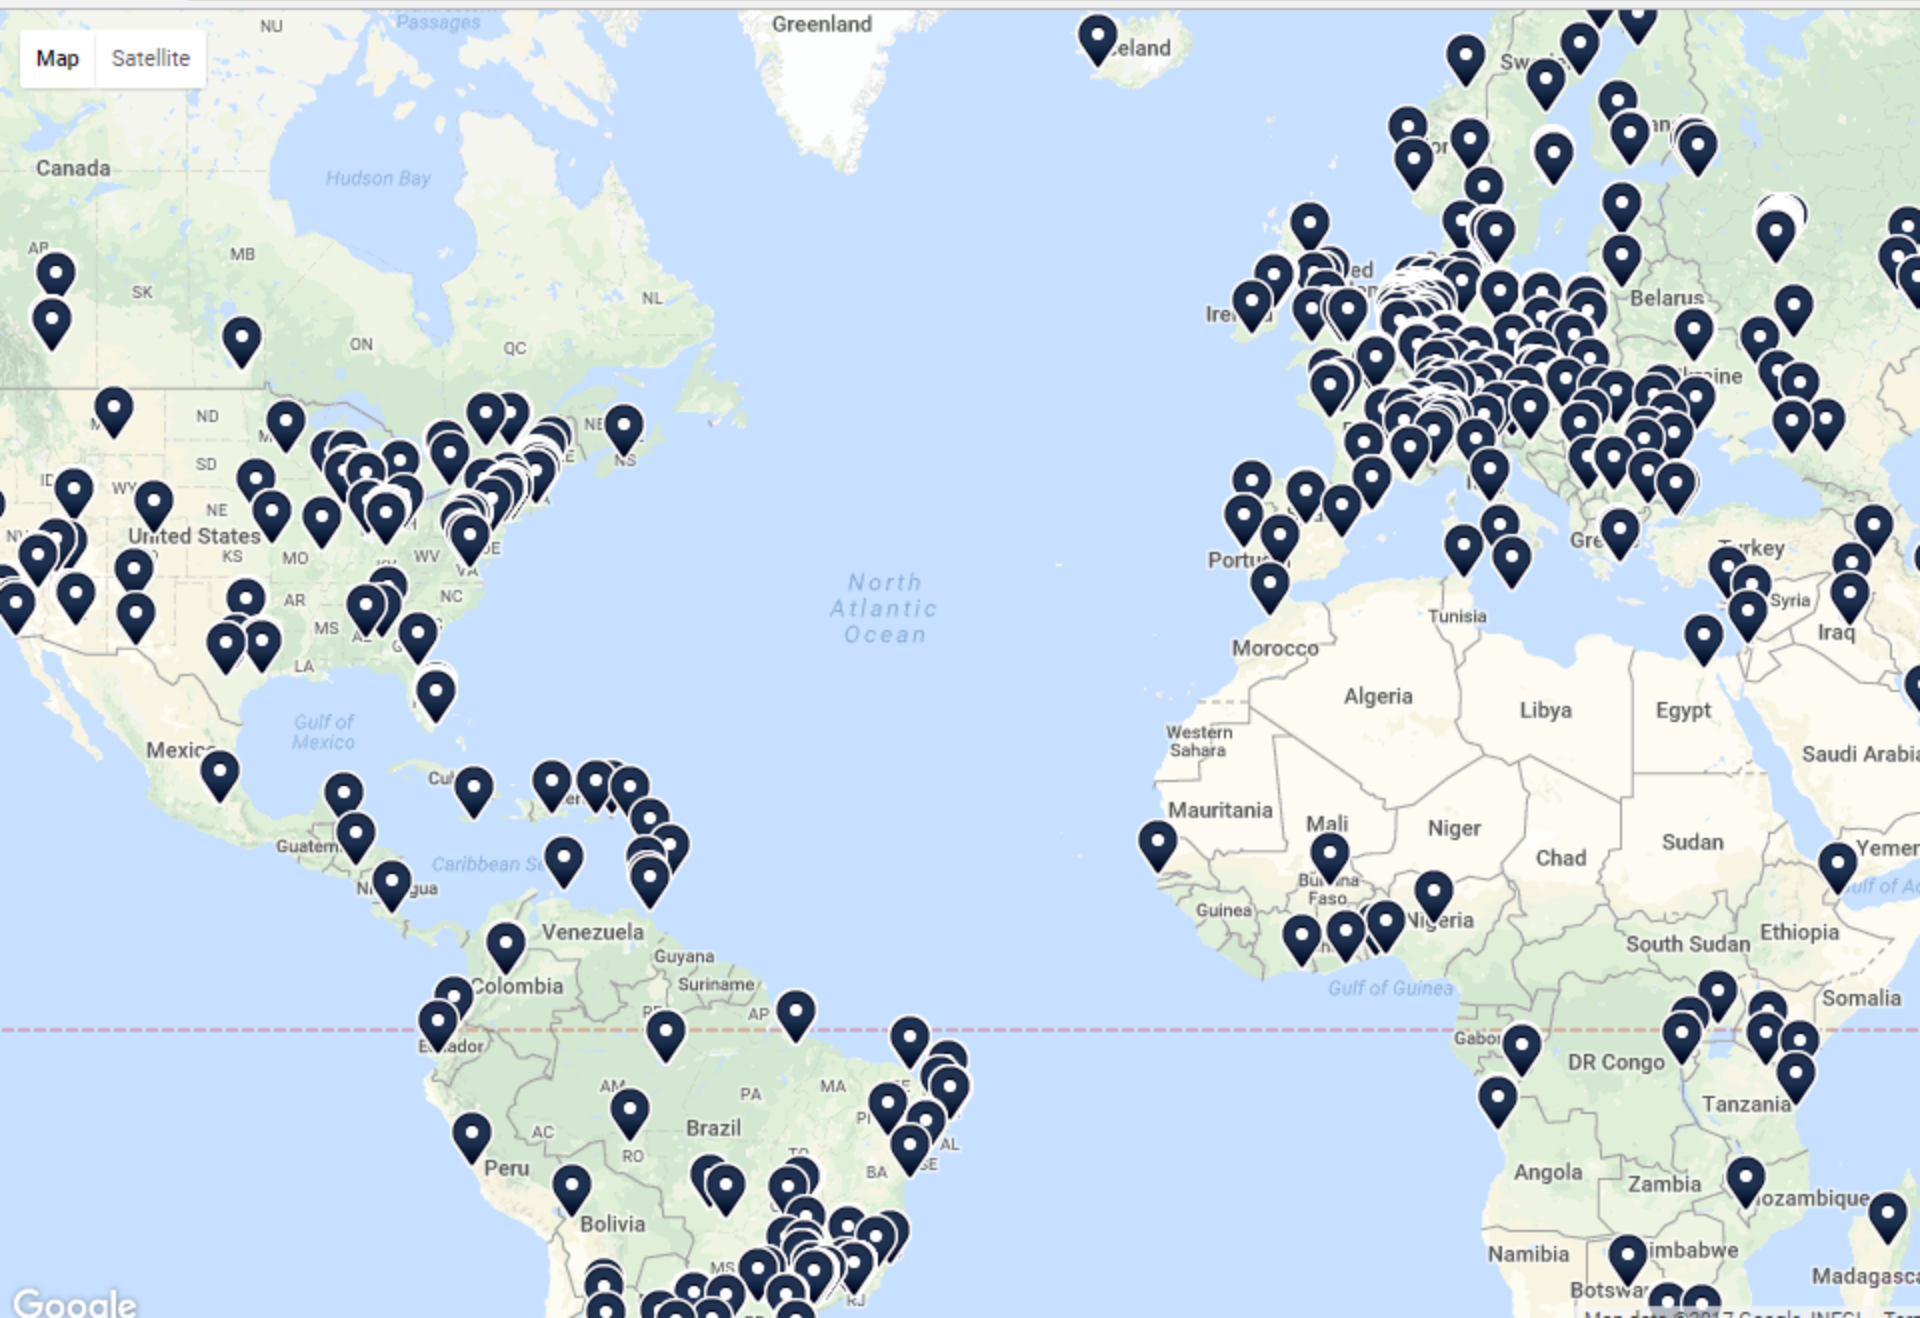 Map
Satellite
Passages
NU
Greenland
Canada
Hudson Bay
MB
SK
NL
ON
QC
ND
SD
WY
NE
United States
KS
MO
WV
VA
AR
NC
MS
LA
NS
Gulf of
Mexico
Mexico
Caribbean
Venezuela
Guyana
Suriname
Colombia
AP
AM
PA
MA
AC
Brazil
RO
AL
BA
Peru
Bolivia
MS
RJ
North
Atlantic
Ocean
Belarus
Turkey
Syria
Iraq
Tunisia
Morocco
Algeria
Libya
Egypt
Western
Sahara
Saudi Arabia
Mauritania
Mali
Niger
Chad
Sudan
Yemen
Burkina
Faso
Guinea
Nigeria
Ethiopia
South Sudan
Gulf of Guinea
Somalia
DR Congo
Tanzania
Angola
Zambia
Namibia
Google